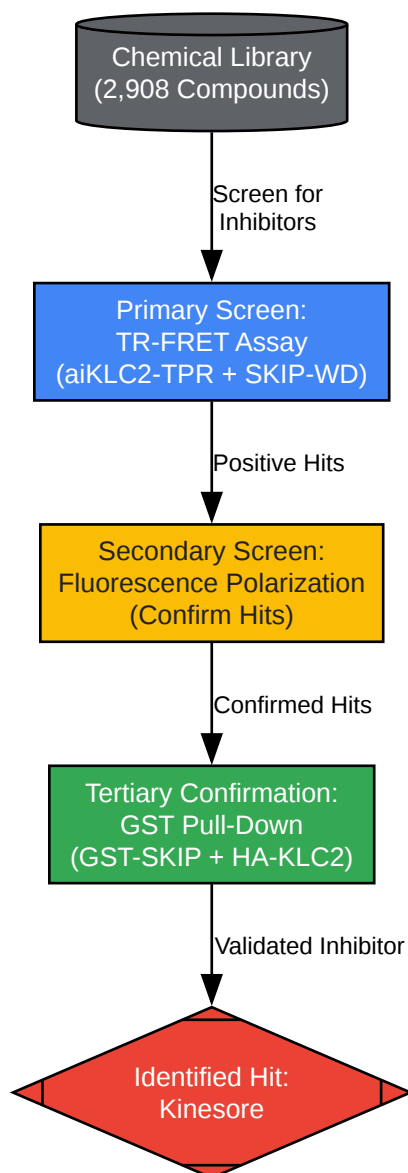 Chemical Library
(2,908 Compounds)
Screen for
Inhibitors
Primary Screen:
TR-FRET Assay
(aiKLC2-TPR + SKIP-WD)
Positive Hits
Secondary Screen:
Fluorescence Polarization
(Confirm Hits)
Confirmed Hits
Tertiary Confirmation:
GST Pull-Down
(GST-SKIP + HA-KLC2)
Validated Inhibitor
Identified Hit:
Kinesore